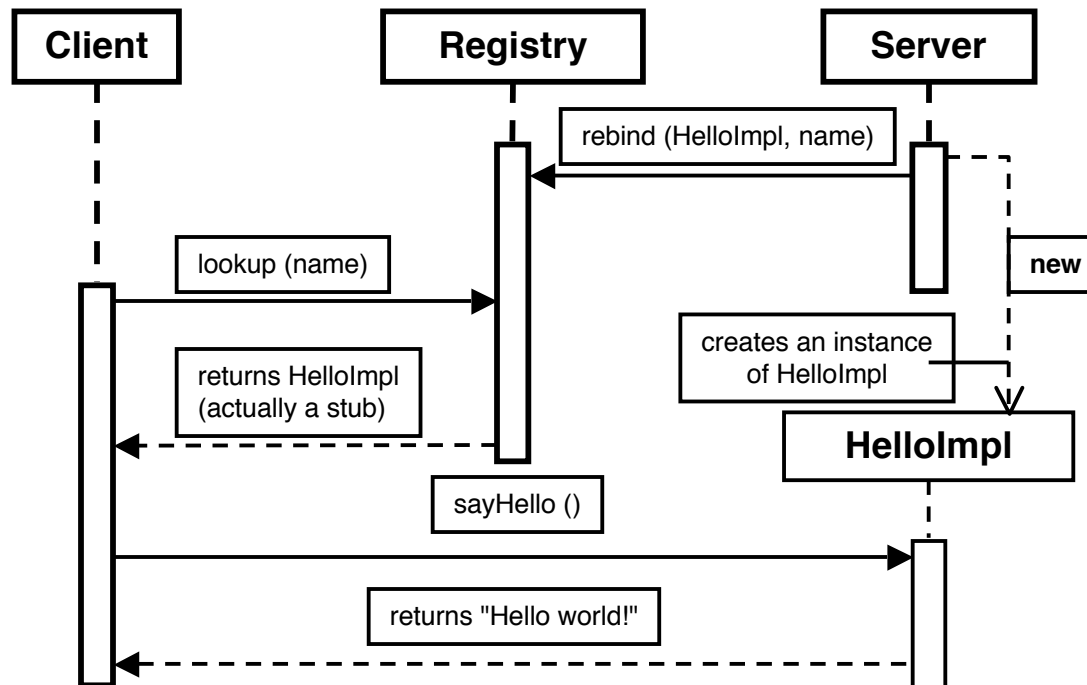 Client
Registry
Server
rebind (HelloImpl, name)
lookup (name)
new
creates an instance
of HelloImpl
returns HelloImpl
(actually a stub)
HelloImpl
sayHello ()
returns "Hello world!"